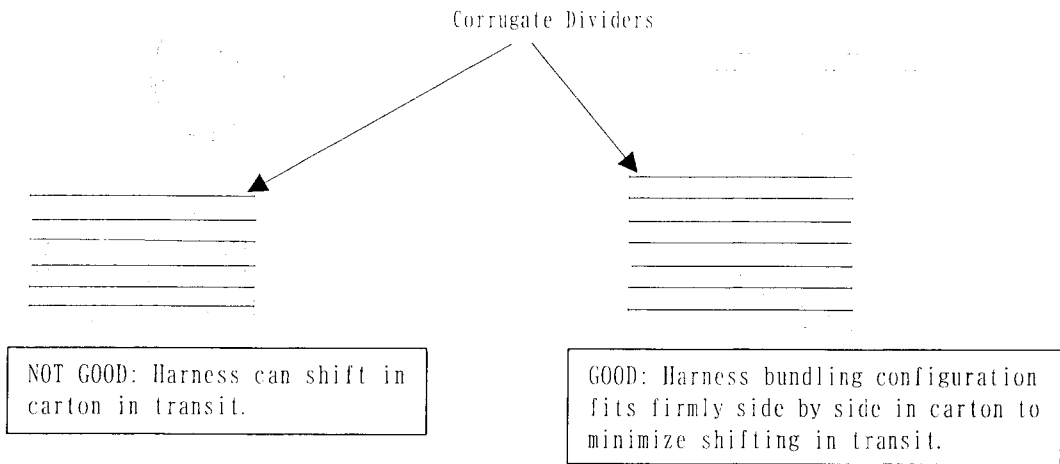 Corrugate Dividers
NOT GOOD: Harness can shift in
carton in transit.
GOOD: Harness bundling configuration
fits firmly side by side in carton to
minimize shifting in transit.